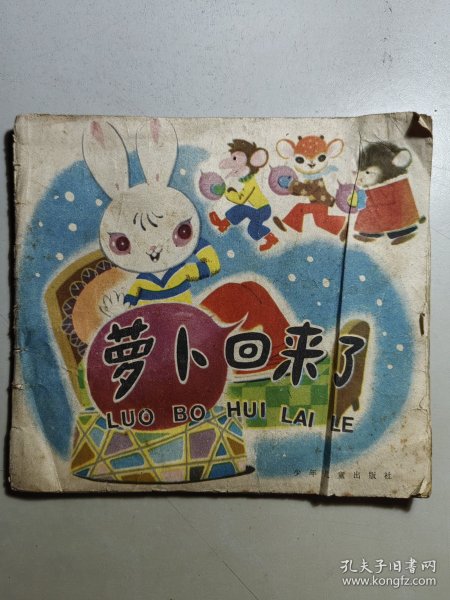 萝卜回来了
LUO BO HUI LAI LE
少年儿童出版社
孔夫子旧书网
www.kongfz.com